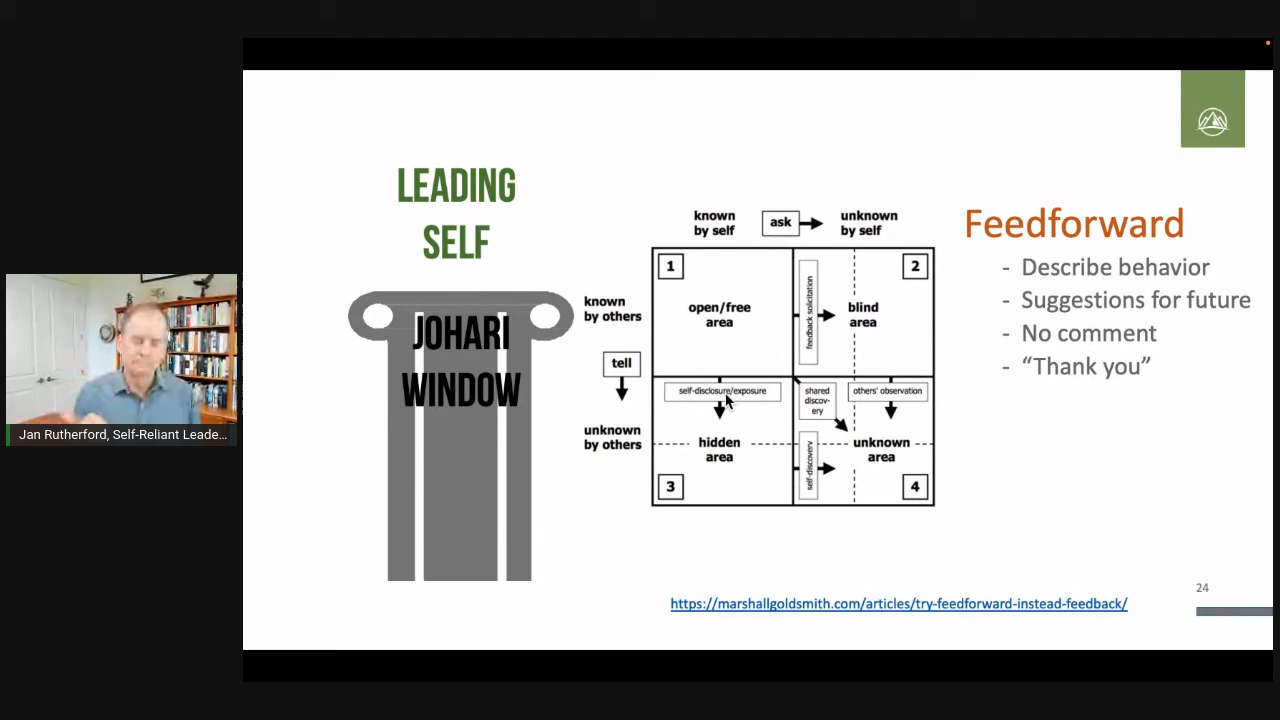 LEADING
SELF
JOHARI
WINDOW
known
by self
ask
unknown
by self
known
by others
tell
unknown
by others
1
open/free
area
feedback solicitation
2
blind
area
self-disclosure/exposure
shared
discov-
ery
others' observation
hidden
area
3
self-discovery
unknown
area
4
Feedforward
- Describe behavior
- Suggestions for future
- No comment
- “Thank you”
Jan Rutherford, Self-Reliant Leade...
24
https://marshallgoldsmith.com/articles/try-feedforward-instead-feedback/